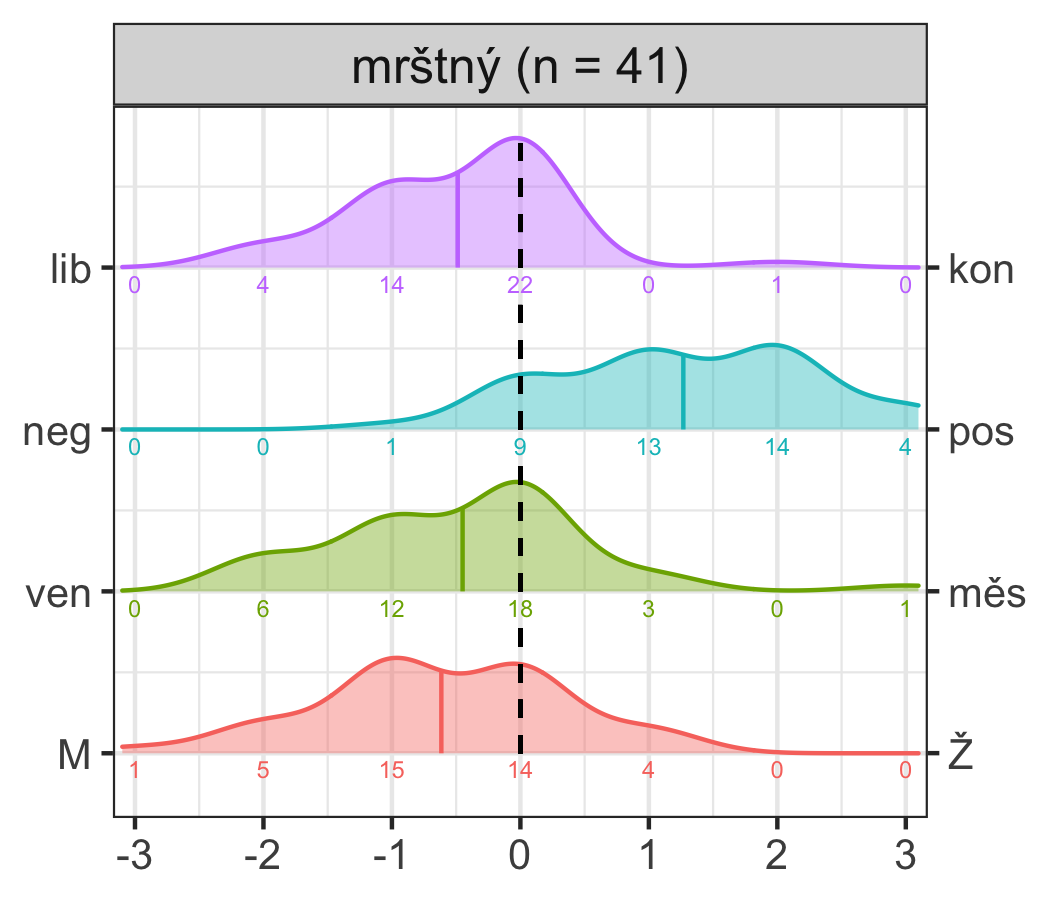 mrštný (n = 41)
lib kon
0 4 14 22 0 1 0
neg pos
0 0 1 9 13 14 4
ven měs
0 6 12 18 3 0 1
M Ž
1 5 15 14 4 0 0
-3 -2 -1 0 1 2 3